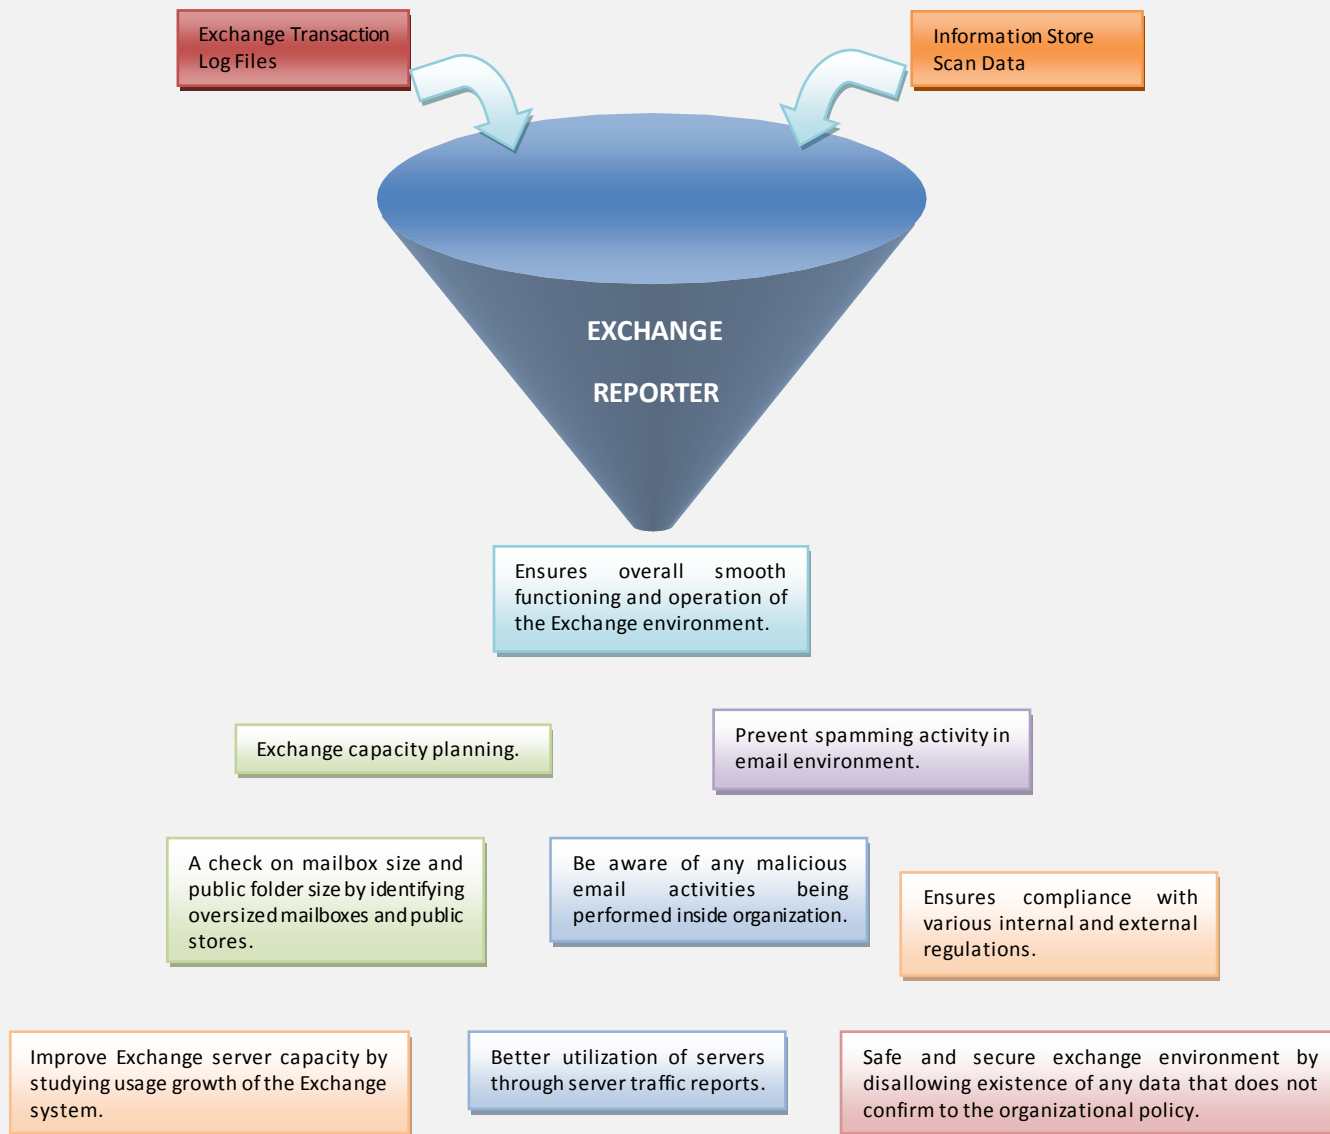 Exchange Transaction
Log Files
Information Store
Scan Data
EXCHANGE
REPORTER
Ensures overall smooth
functioning and operation of
the Exchange environment.
Exchange capacity planning.
Prevent spamming activity in
email environment.
A check on mailbox size and
public folder size by identifying
oversized mailboxes and public
stores.
Be aware of any malicious
email activities being
performed inside organization.
Ensures compliance with
various internal and external
regulations.
Improve Exchange server capacity by
studying usage growth of the Exchange
system.
Better utilization of servers
through server traffic reports.
Safe and secure exchange environment by
disallowing existence of any data that does not
confirm to the organizational policy.